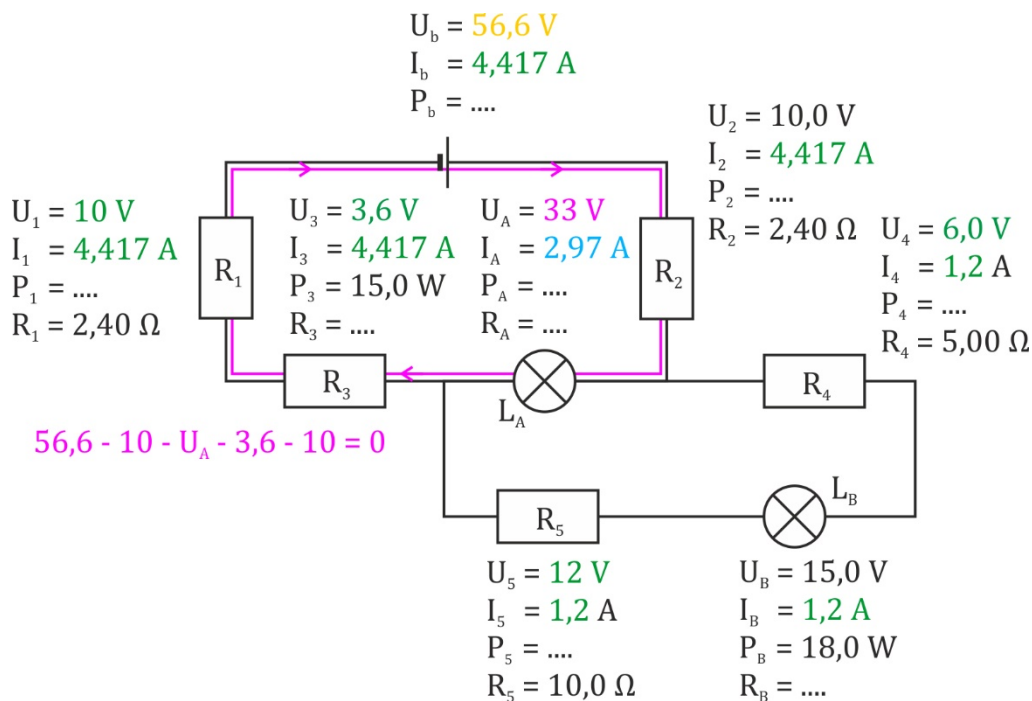 U_b = 56,6 V
I_b = 4,417 A
P_b = ....
U_2 = 10,0 V
I_2 = 4,417 A
P_2 = ....
R_2 = 2,40 Ω
U_1 = 10 V
I_1 = 4,417 A
P_1 = ....
R_1 = 2,40 Ω
R_1
U_3 = 3,6 V
I_3 = 4,417 A
P_3 = 15,0 W
R_3 = ....
U_A = 33 V
I_A = 2,97 A
P_A = ....
R_A = ....
R_2
U_4 = 6,0 V
I_4 = 1,2 A
P_4 = ....
R_4 = 5,00 Ω
R_3
L_A
R_4
56,6 - 10 - U_A - 3,6 - 10 = 0
R_5
L_B
U_5 = 12 V
I_5 = 1,2 A
P_5 = ....
R_5 = 10,0 Ω
U_B = 15,0 V
I_B = 1,2 A
P_B = 18,0 W
R_B = ....